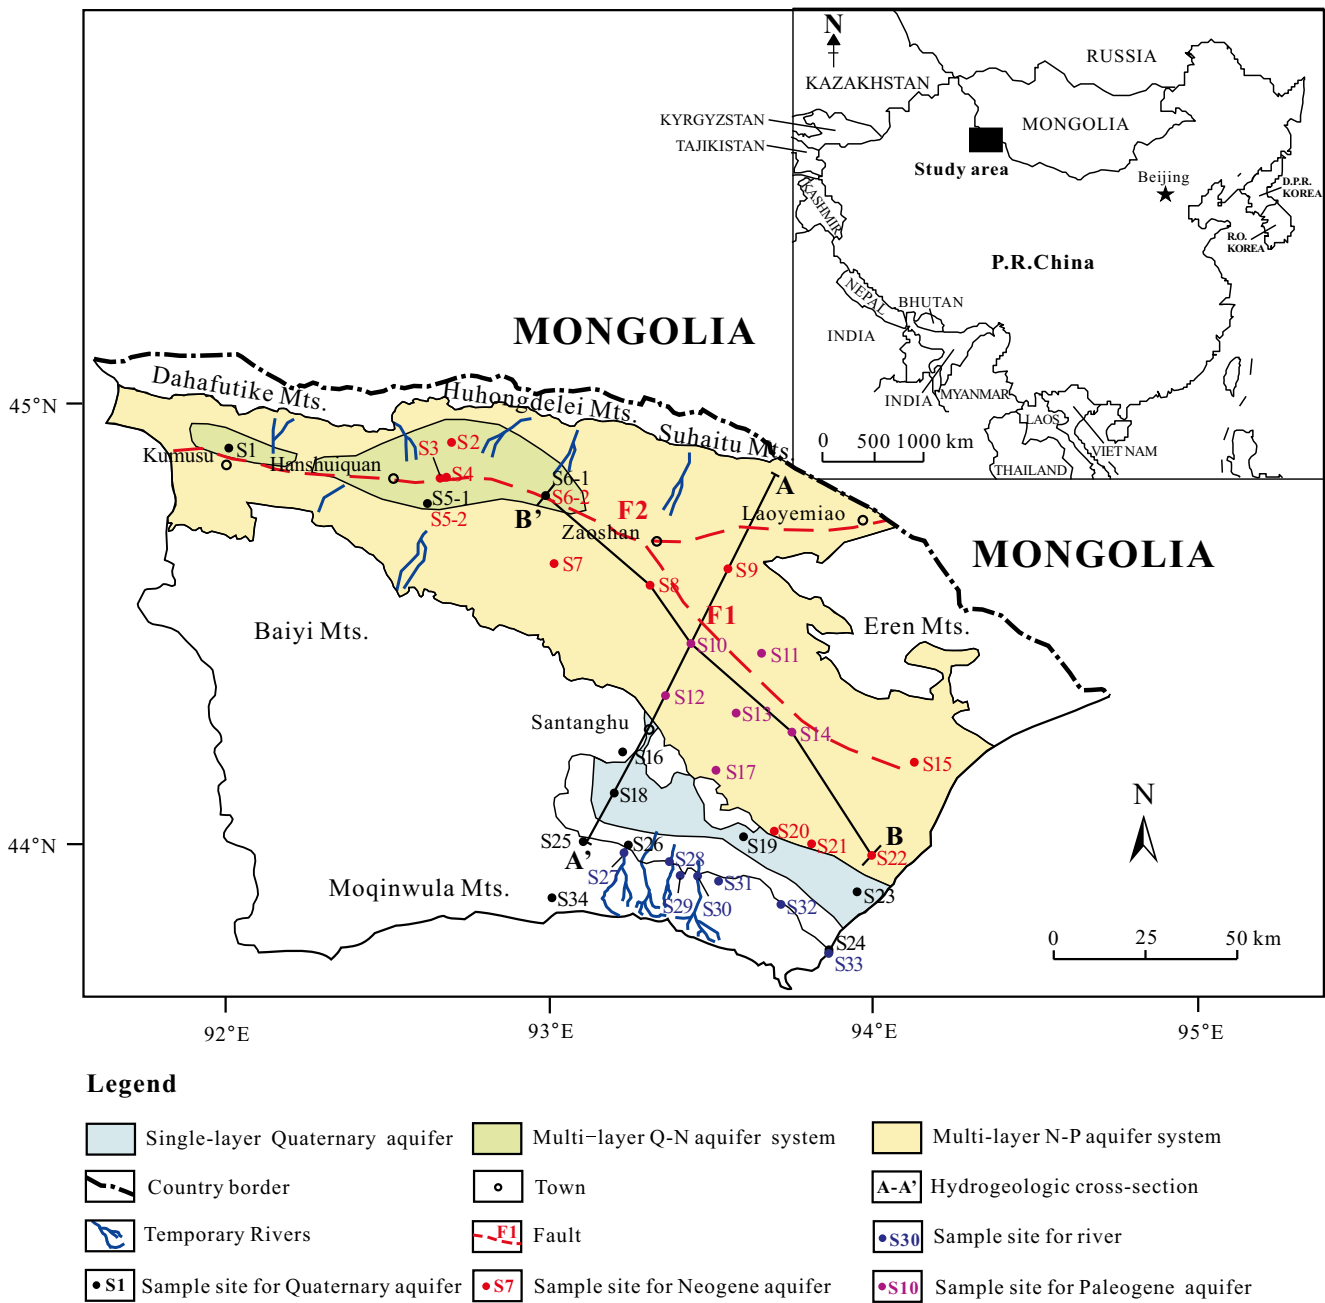 N
RUSSIA
KAZAKHSTAN
KYRGYZSTAN
MONGOLIA
TAJIKISTAN
Study area
Beijing
D.P.R.
KOREA
KASHMIR
R.O.
KOREA
P.R.China
NEPAL
BHUTAN
INDIA
INDIA
MYANMAR
LAOS
VIET NAM
THAILAND
0 500 1000 km
MONGOLIA
Dahafutike Mts.
Huhongdelei Mts.
Suhaitu Mts.
45°N
S1
Kumusu
Hanshuiquan
S3
S2
S4
S5-1
S5-2
S6-1
S6-2
B’
A
F2
Laoyemiao
Zaoshan
MONGOLIA
S7
S8
S9
F1
Baiyi Mts.
Eren Mts.
S10
S11
S12
S13
S14
Santanghu
S15
S16
S17
S18
S19
S20
S21
B
S22
44°N
S25
A’
S26
S27
S28
S29
S30
S31
S32
S23
Moqinwula Mts.
S34
S24
S33
N
0 25 50 km
92°E 93°E 94°E 95°E
Legend
Single-layer Quaternary aquifer
Multi−layer Q-N aquifer system
Multi-layer N-P aquifer system
Country border
Town
A-A’ Hydrogeologic cross-section
Temporary Rivers
F1 Fault
S30 Sample site for river
S1 Sample site for Quaternary aquifer
S7 Sample site for Neogene aquifer
S10 Sample site for Paleogene aquifer